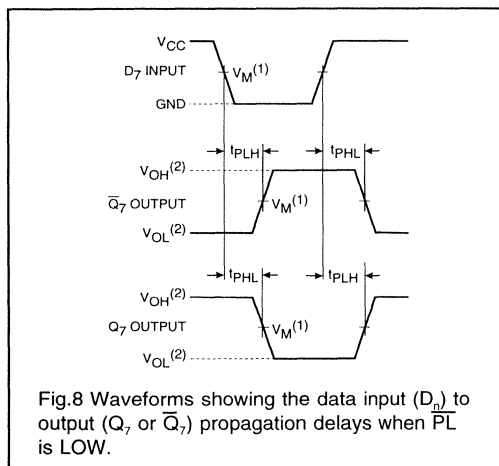 VCC
D7 INPUT
VM(1)
GND
tPLH
tPHL
VOH(2)
Q̅7 OUTPUT
VM(1)
VOL(2)
tPHL
tPLH
VOH(2)
Q7 OUTPUT
VM(1)
VOL(2)
Fig.8 Waveforms showing the data input (Dn) to
output (Q7 or Q̅7) propagation delays when P̅L̅
is LOW.